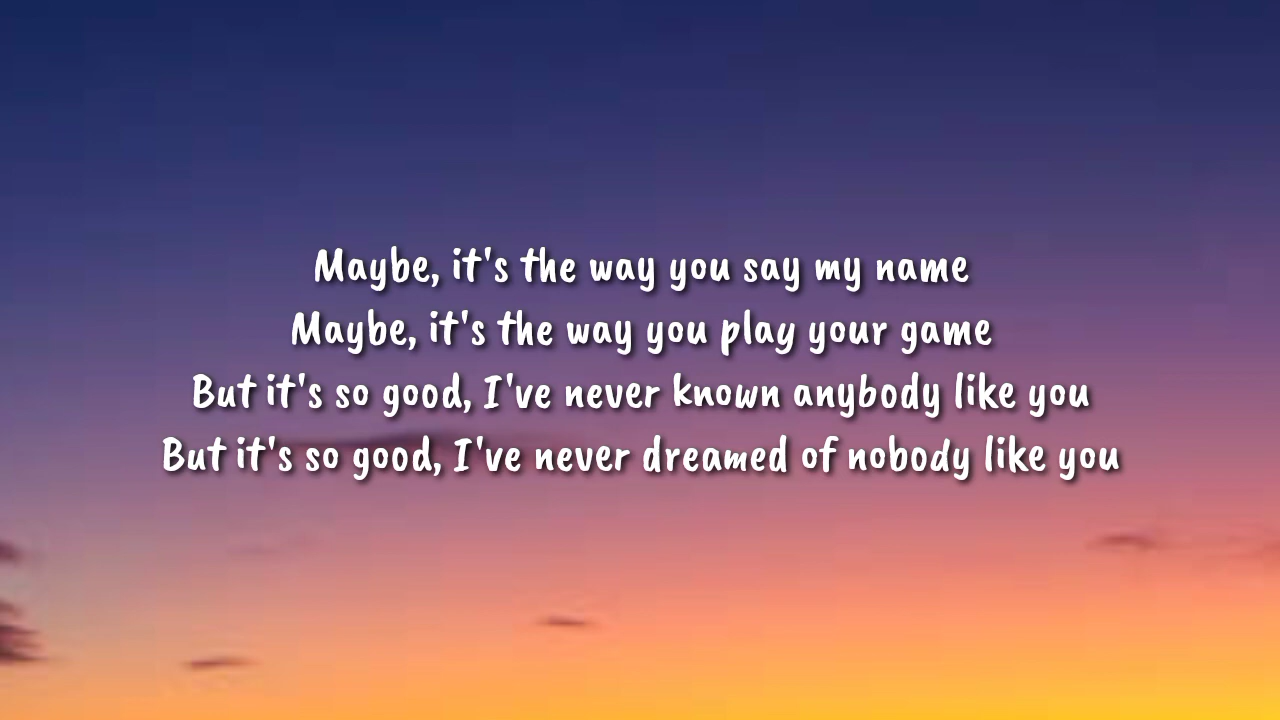 Maybe, it's the way you say my name
Maybe, it's the way you play your game
But it's so good, I've never known anybody like you
But it's so good, I've never dreamed of nobody like you